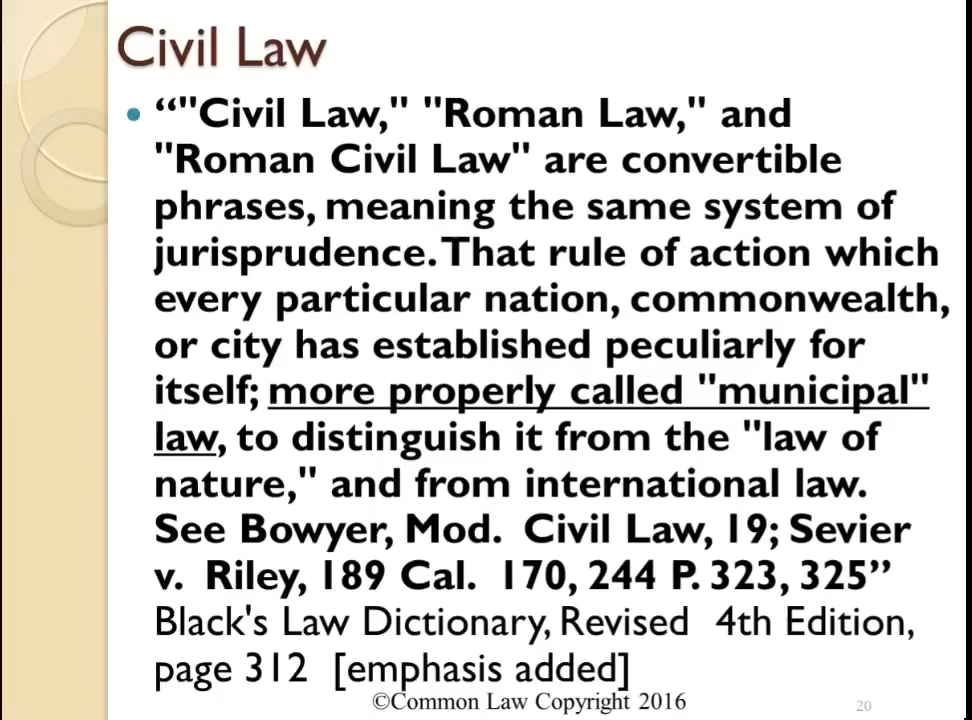 Civil Law
• “"Civil Law," "Roman Law," and
"Roman Civil Law" are convertible
phrases, meaning the same system of
jurisprudence. That rule of action which
every particular nation, commonwealth,
or city has established peculiarly for
itself; more properly called "municipal"
law, to distinguish it from the "law of
nature," and from international law.
See Bowyer, Mod. Civil Law, 19; Sevier
v. Riley, 189 Cal. 170, 244 P. 323, 325”
Black's Law Dictionary, Revised 4th Edition,
page 312 [emphasis added]
©Common Law Copyright 2016
20